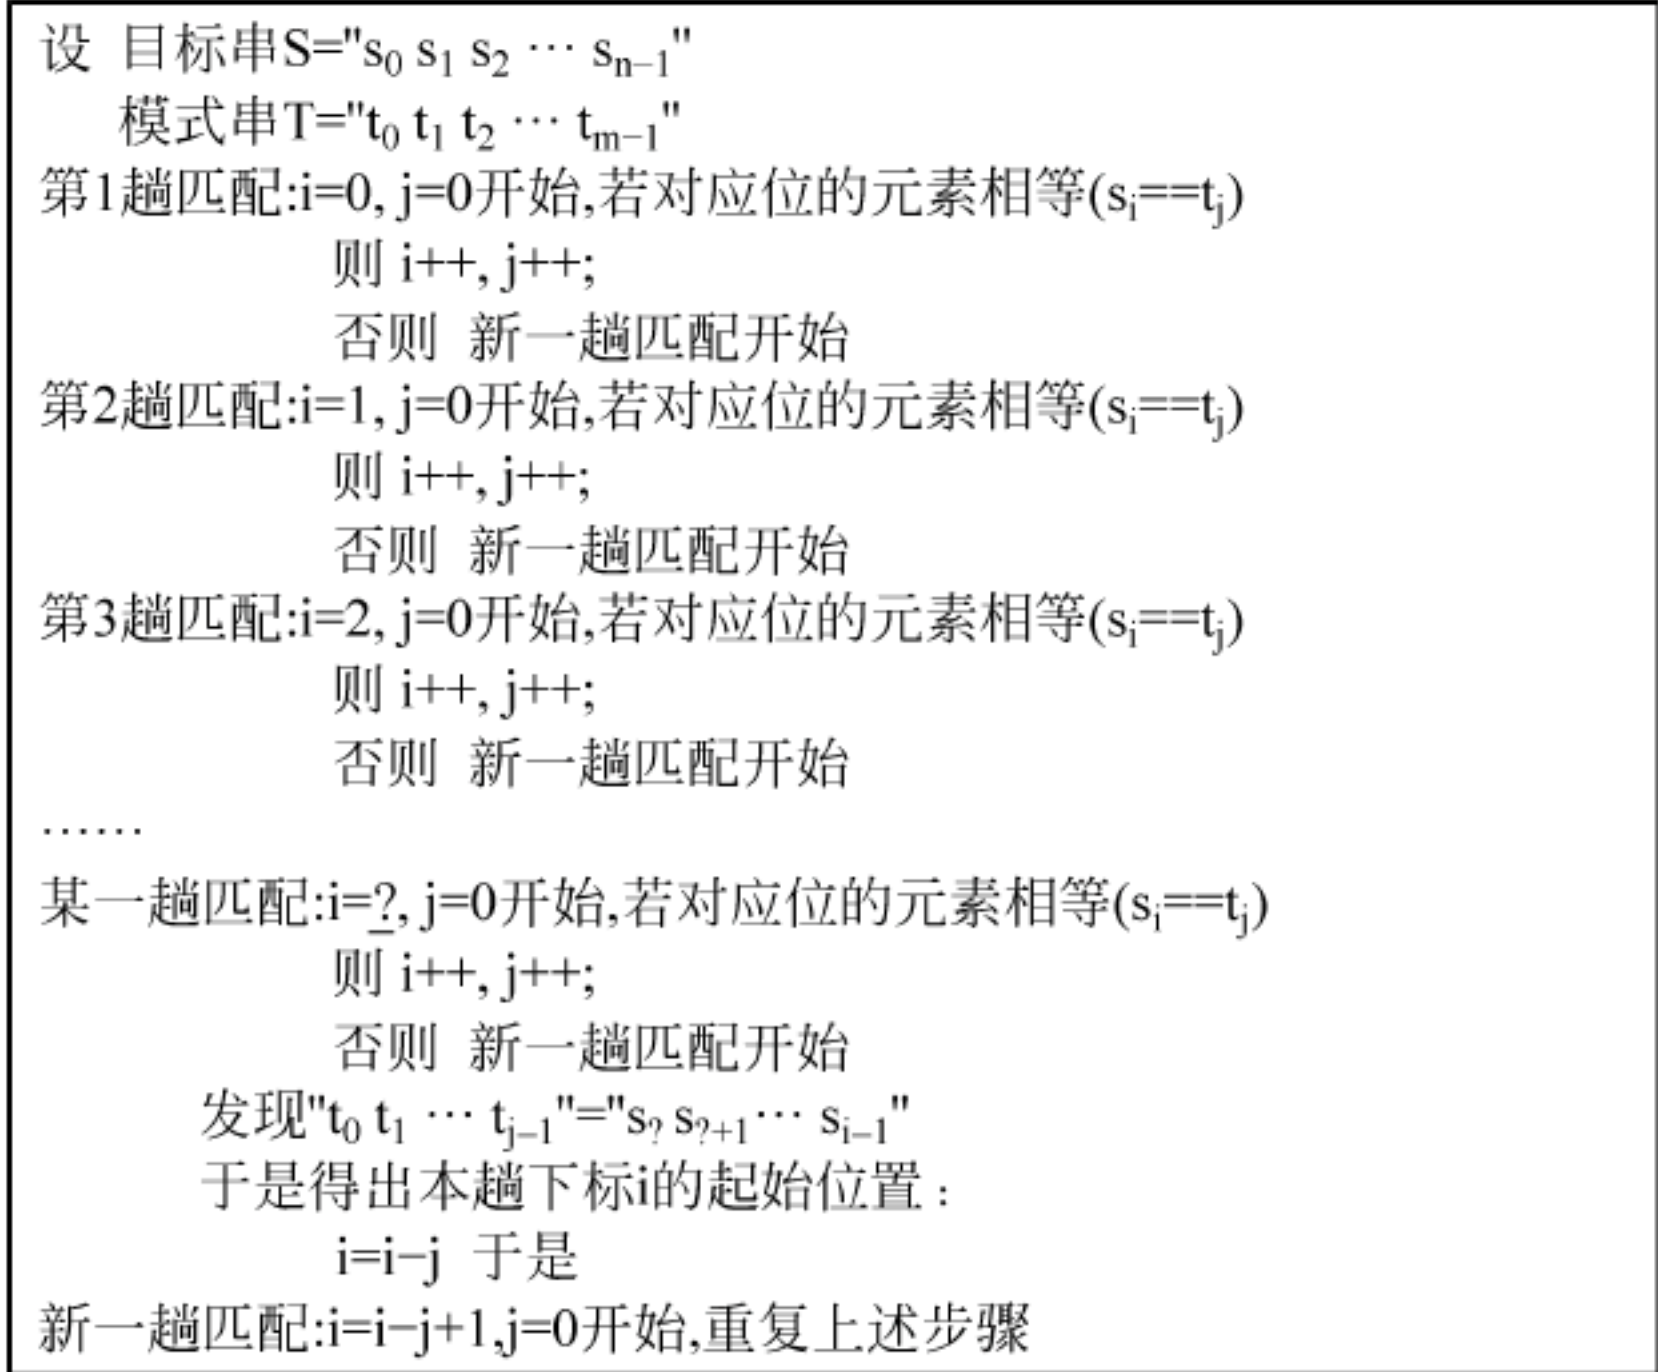 设 目标串S="s₀ s₁ s₂ ··· sₙ₋₁"
模式串T="t₀ t₁ t₂ ··· tₘ₋₁"
第1趟匹配:i=0, j=0开始,若对应位的元素相等(sᵢ==tⱼ)
则 i++, j++;
否则 新一趟匹配开始
第2趟匹配:i=1, j=0开始,若对应位的元素相等(sᵢ==tⱼ)
则 i++, j++;
否则 新一趟匹配开始
第3趟匹配:i=2, j=0开始,若对应位的元素相等(sᵢ==tⱼ)
则 i++, j++;
否则 新一趟匹配开始
······
某一趟匹配:i=?, j=0开始,若对应位的元素相等(sᵢ==tⱼ)
则 i++, j++;
否则 新一趟匹配开始
发现"t₀ t₁ ··· tⱼ₋₁"="s? s?₊₁··· sᵢ₋₁"
于是得出本趟下标i的起始位置：
i=i−j 于是
新一趟匹配:i=i−j+1,j=0开始,重复上述步骤